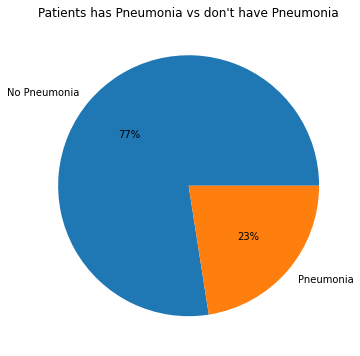 Patients has Pneumonia vs don't have Pneumonia
No Pneumonia
77%
23%
Pneumonia